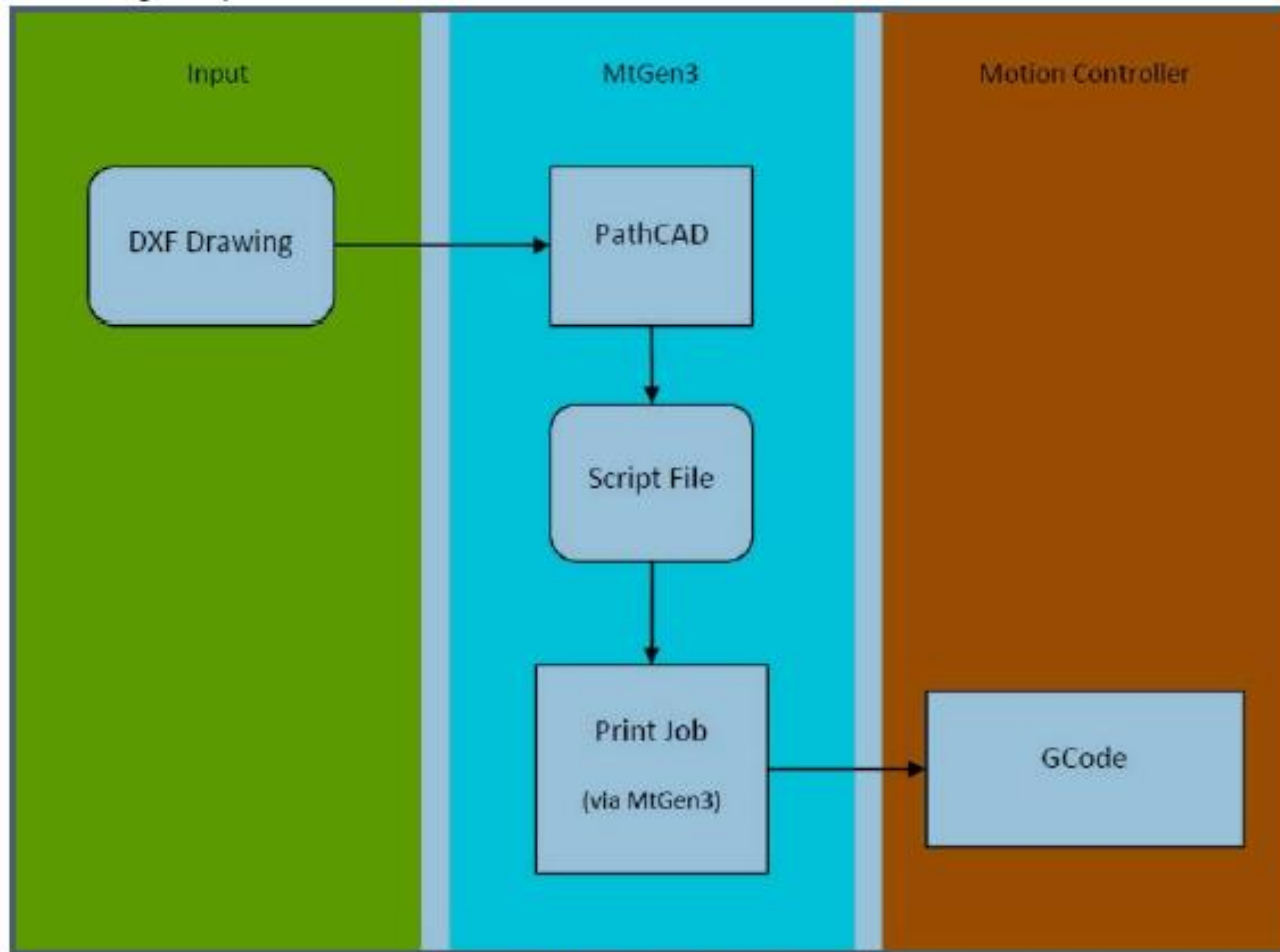 Input
MtGen3
Motion Controller
DXF Drawing
PathCAD
Script File
Print Job
(via MtGen3)
GCode